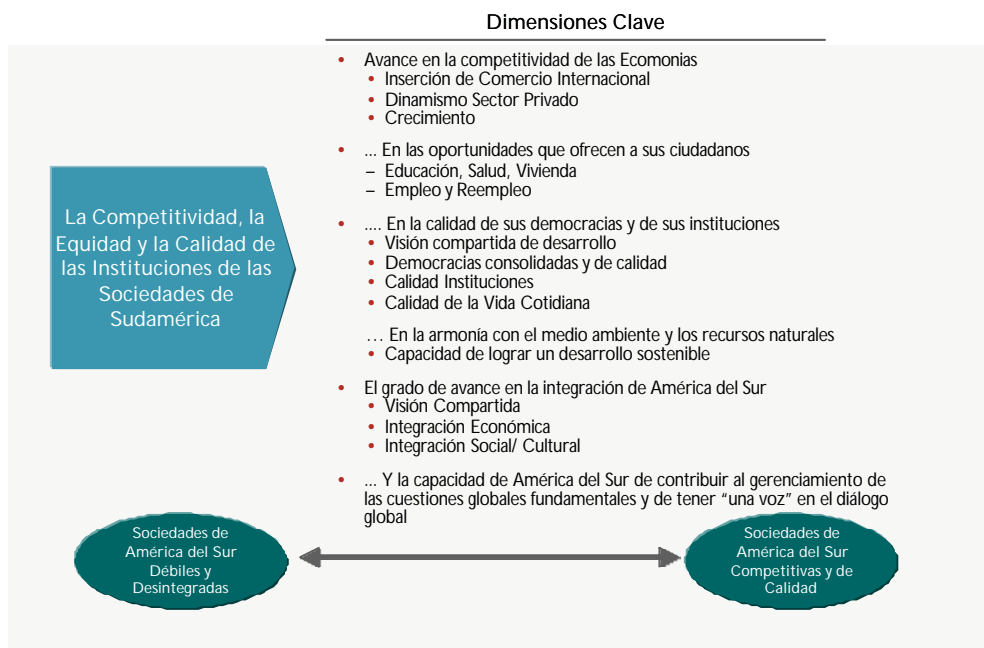 Dimensiones Clave
• Avance en la competitividad de las Ecomonias
• Inserción de Comercio Internacional
• Dinamismo Sector Privado
• Crecimiento
• ... En las oportunidades que ofrecen a sus ciudadanos
– Educación, Salud, Vivienda
– Empleo y Reempleo
• .... En la calidad de sus democracias y de sus instituciones
• Visión compartida de desarrollo
• Democracias consolidadas y de calidad
• Calidad Instituciones
• Calidad de la Vida Cotidiana
... En la armonía con el medio ambiente y los recursos naturales
• Capacidad de lograr un desarrollo sostenible
• El grado de avance en la integración de América del Sur
• Visión Compartida
• Integración Económica
• Integración Social/ Cultural
• ... Y la capacidad de América del Sur de contribuir al gerenciamiento de
las cuestiones globales fundamentales y de tener “una voz” en el diálogo
global
La Competitividad, la
Equidad y la Calidad de
las Instituciones de las
Sociedades de
Sudamérica
Sociedades de
América del Sur
Débiles y
Desintegradas
Sociedades de
América del Sur
Competitivas y de
Calidad